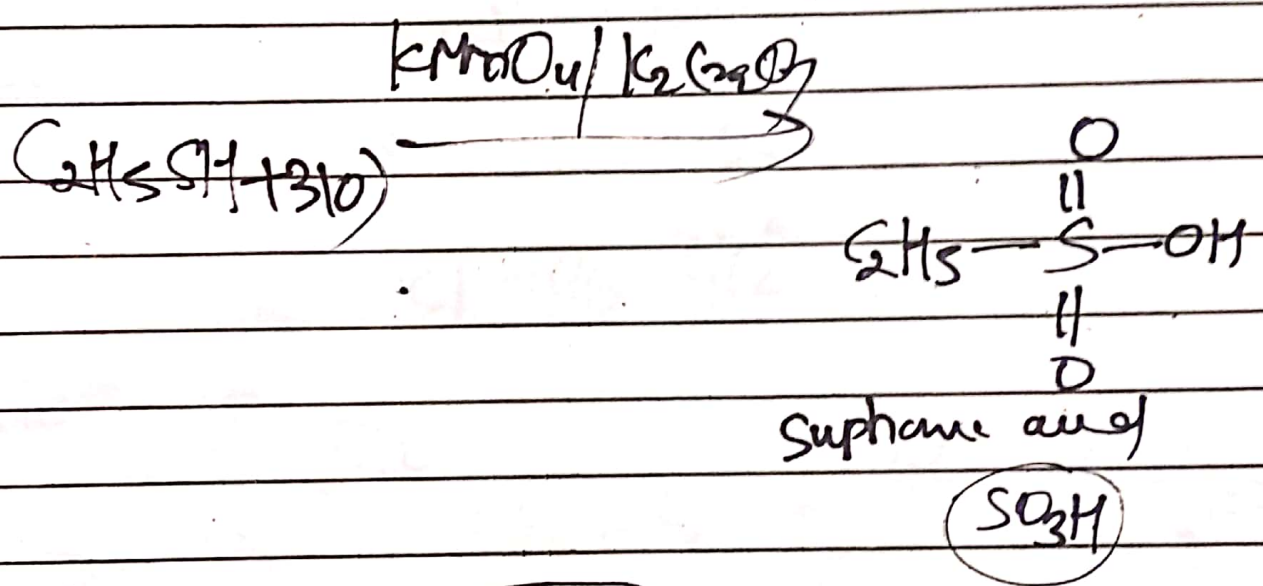 KMnO4/K2Cr2O7
C2H5SH+3(O)
O
||
C2H5—S—OH
||
O
Suphonic acid
SO3H